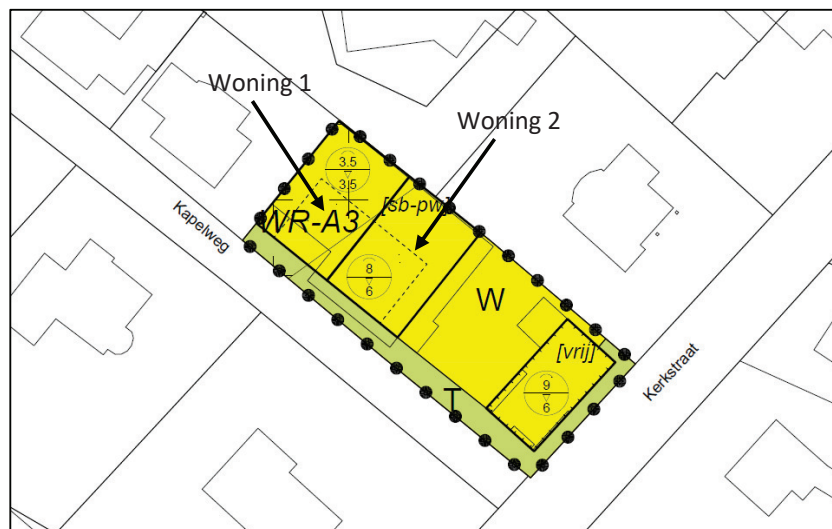 Woning 1
Woning 2
3.5
3.5
[sb-pw]
WR-A3
Kapelweg
8
6
W
[vrij]
9
6
T
Kerkstraat